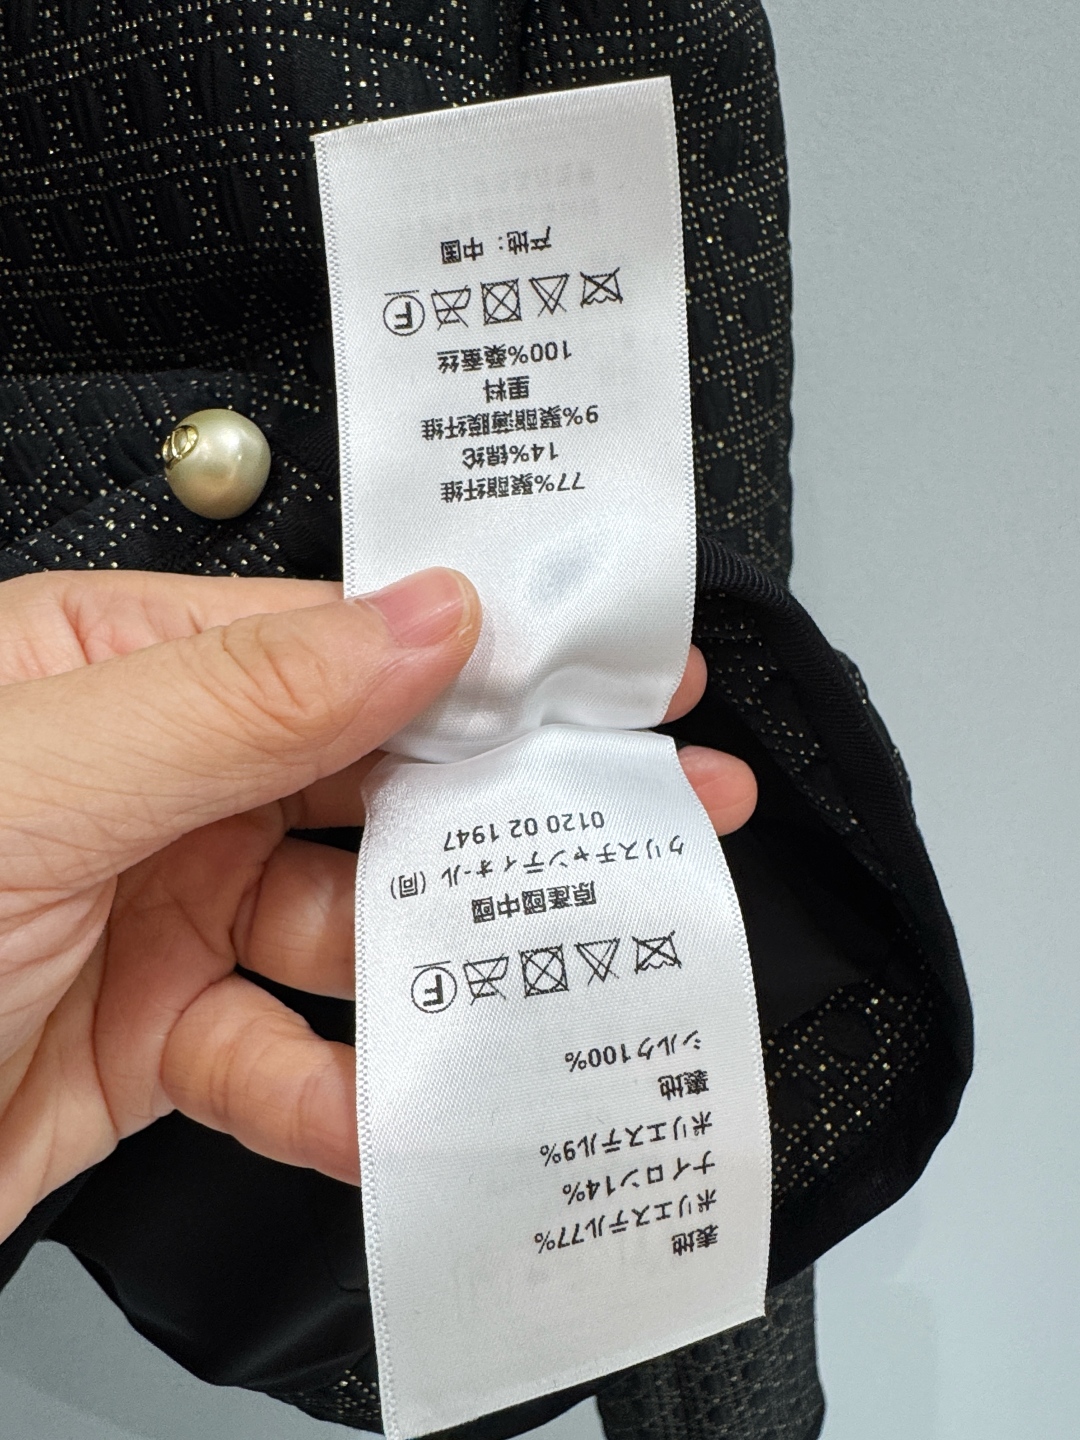 表地
ポリエステル77%
ナイロン14%
ポリエステル9%
裏地
シルク100%
F
原産國中國
クリスチャンディオール (同)
0120 02 1947
77%聚酯纤维
14%锦纶
9%聚酯薄膜纤维
里料
100%桑蚕丝
F
产地：中国